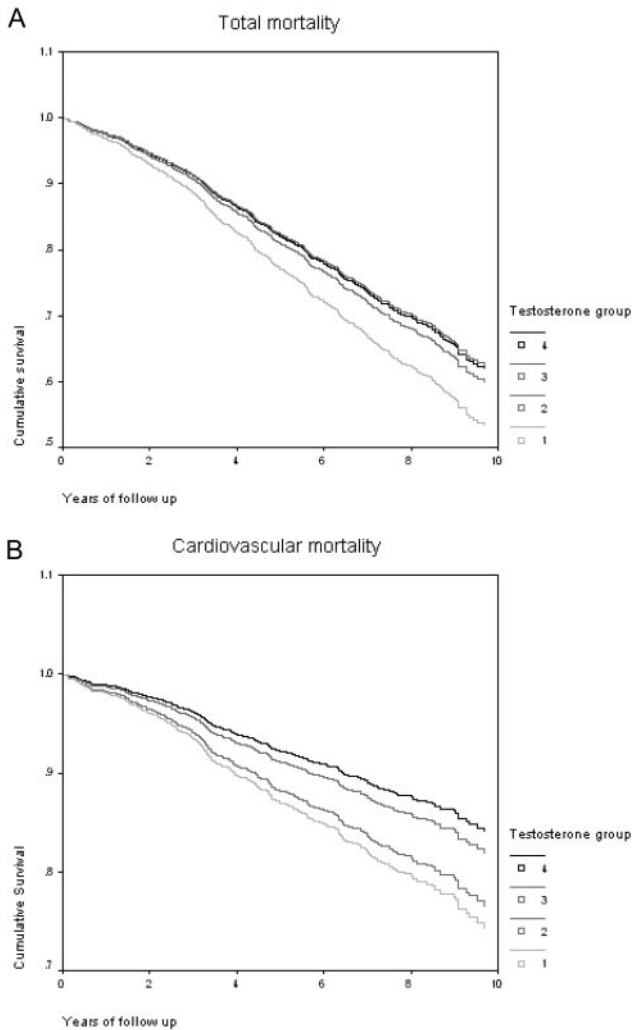 A
Total mortality
1.1
1.0
.9
.8
.7
.6
.5
Cumulative survival
0 2 4 6 8 10
Years of follow up
Testosterone group
4
3
2
1
B
Cardiovascular mortality
1.1
1.0
.9
.8
.7
Cumulative Survival
0 2 4 6 8 10
Years of follow up
Testosterone group
4
3
2
1